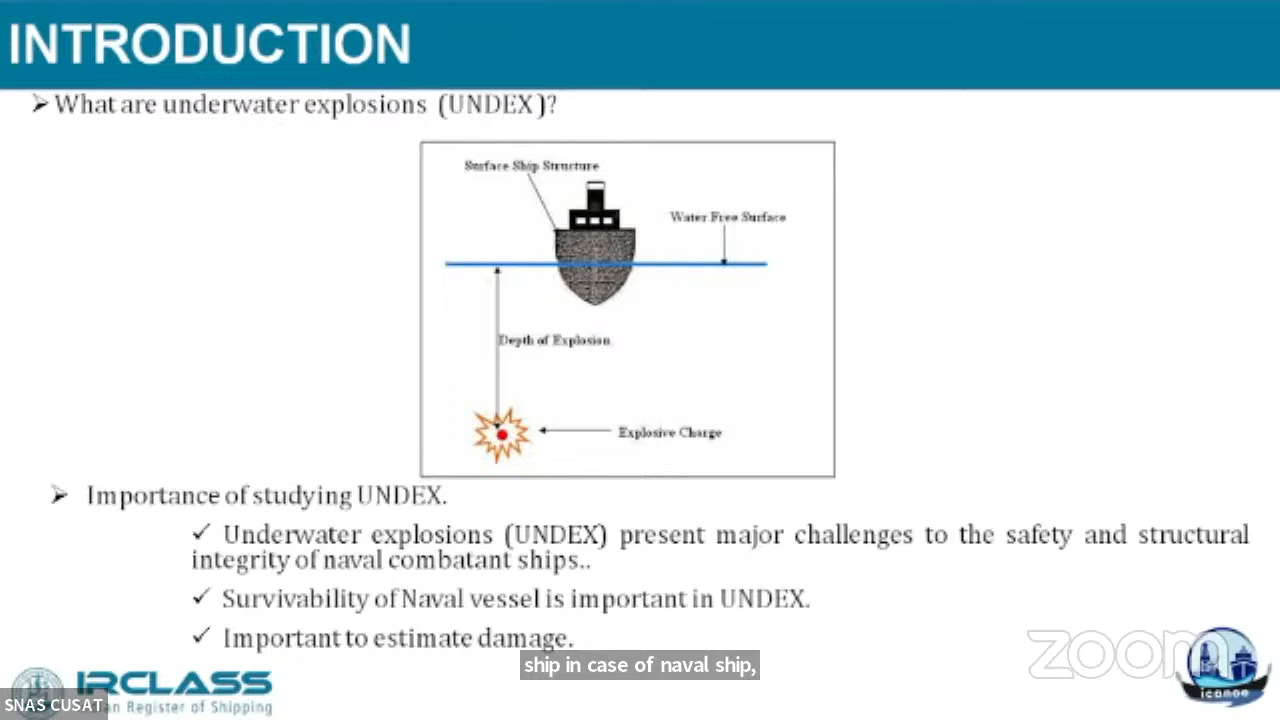 INTRODUCTION
➢ What are underwater explosions (UNDEX)?
Surface Ship Structure
Water Free Surface
Depth of Explosion
Explosive Charge
➢ Importance of studying UNDEX.
✓ Underwater explosions (UNDEX) present major challenges to the safety and structural
integrity of naval combatant ships..
✓ Survivability of Naval vessel is important in UNDEX.
✓ Important to estimate damage.
ship in case of naval ship,
zoom
IRCLASS
Register of Shipping
SNAS CUSAT
icanoe